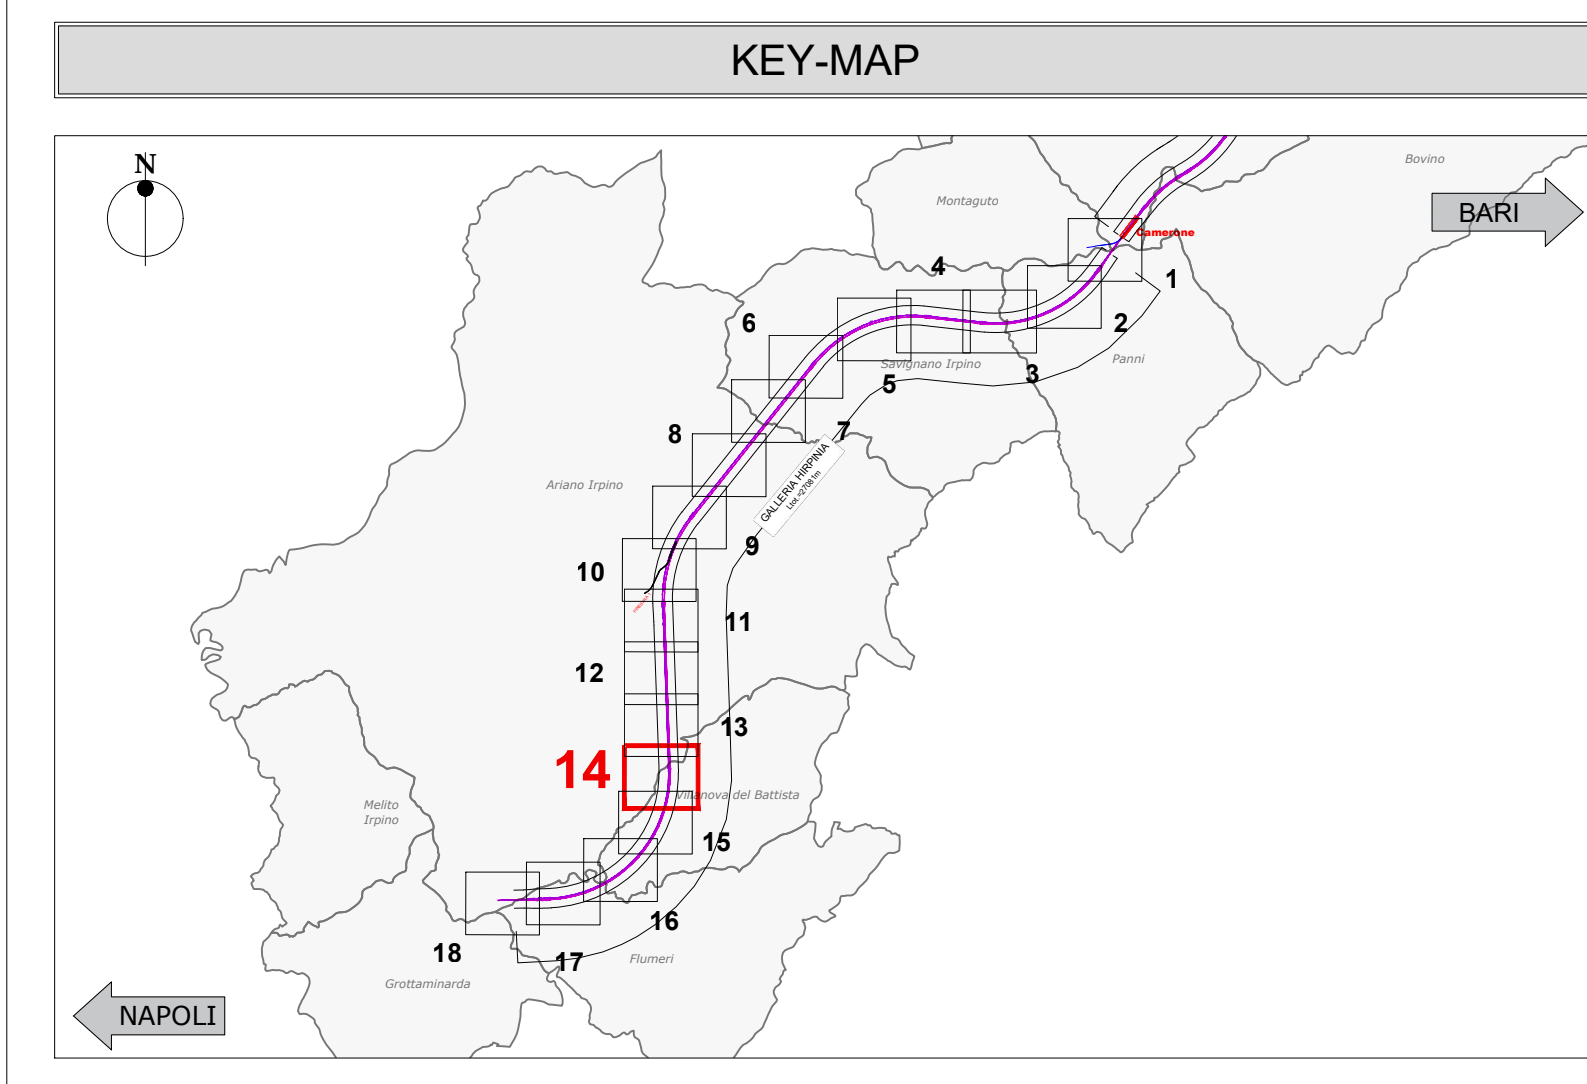 KEY-MAP
N
Bovino
Montaguto
BARI
Camerone
4
1
6
2
Panni
Savignano Irpino
3
5
7
8
GALLERIA HIRPINIA
Ltot.=27081m
Ariano Irpino
9
10
11
12
13
14
Villanova del Battista
Melito
Irpino
15
16
18
17
Flumeri
Grottaminarda
NAPOLI